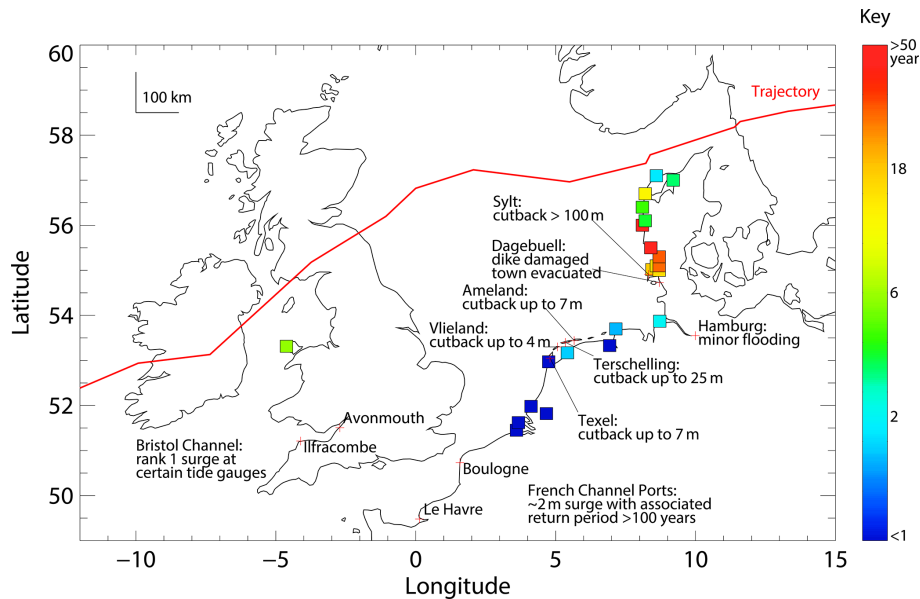 Key
>50
year
18
6
2
<1
60
58
56
54
52
50
Latitude
100 km
Trajectory
Sylt:
cutback > 100 m
Dagebuell:
dike damaged
town evacuated
Ameland:
cutback up to 7 m
Vlieland:
cutback up to 4 m
Hamburg:
minor flooding
Terschelling:
cutback up to 25 m
Texel:
cutback up to 7 m
Avonmouth
Ilfracombe
Bristol Channel:
rank 1 surge at
certain tide gauges
Boulogne
Le Havre
French Channel Ports:
~2 m surge with associated
return period >100 years
−10
−5
0
5
10
15
Longitude